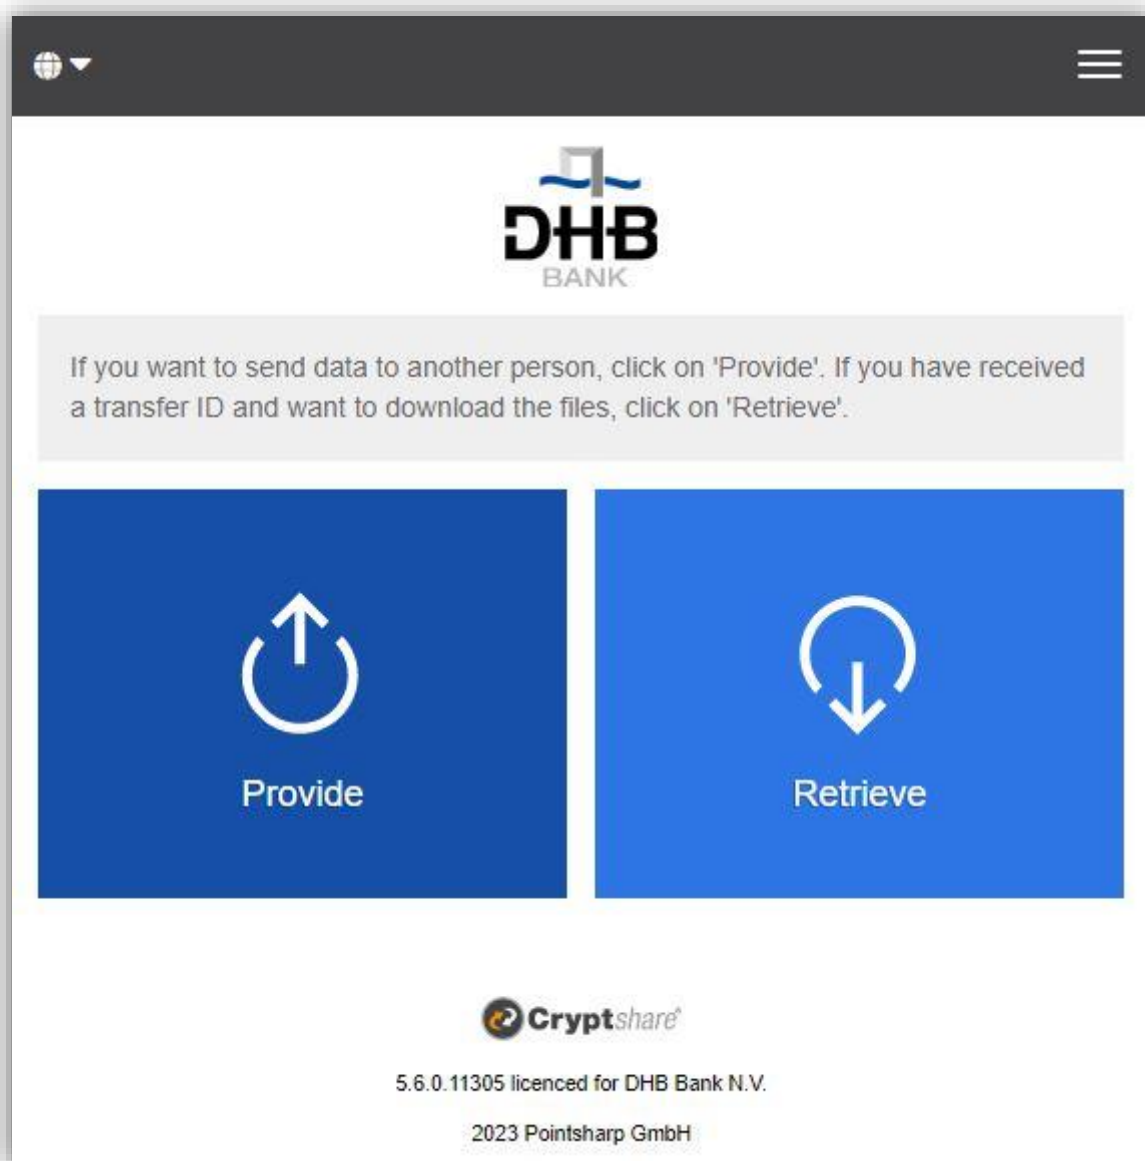 DHB
BANK
If you want to send data to another person, click on 'Provide'. If you have received
a transfer ID and want to download the files, click on 'Retrieve'.
Provide
Retrieve
Cryptshare
5.6.0.11305 licenced for DHB Bank N.V.
2023 Pointsharp GmbH